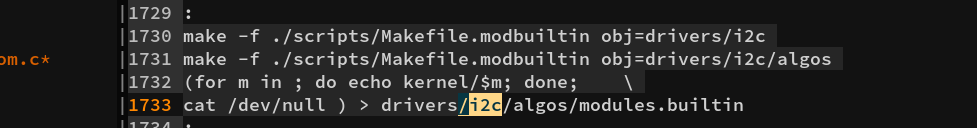 1729 :
1730 make -f ./scripts/Makefile.modbuiltin obj=drivers/i2c
om.c* 1731 make -f ./scripts/Makefile.modbuiltin obj=drivers/i2c/algos
1732 (for m in ; do echo kernel/$m; done;    \
1733 cat /dev/null ) > drivers/i2c/algos/modules.builtin
1734 :